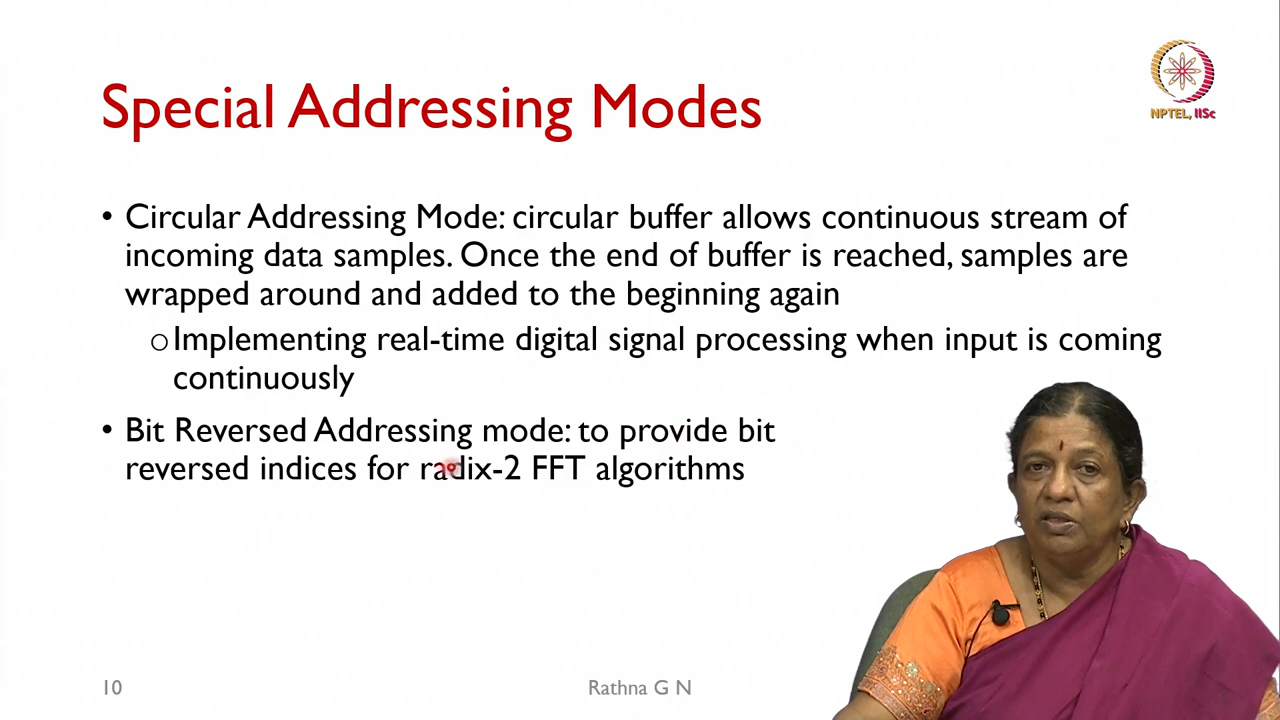 NPTEL, IISc
Special Addressing Modes
• Circular Addressing Mode: circular buffer allows continuous stream of
incoming data samples. Once the end of buffer is reached, samples are
wrapped around and added to the beginning again
o Implementing real-time digital signal processing when input is coming
continuously
• Bit Reversed Addressing mode: to provide bit
reversed indices for radix-2 FFT algorithms
10
Rathna G N